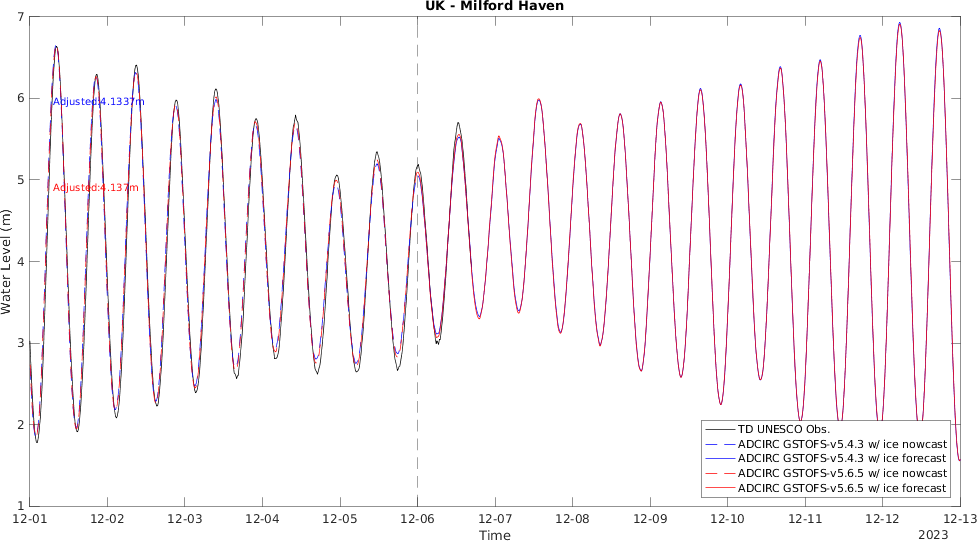 UK - Milford Haven
7
6
5
4
3
2
1
Water Level (m)
Adjusted:4.1337m
Adjusted:4.137m
TD UNESCO Obs.
ADCIRC GSTOFS-v5.4.3 w/ ice nowcast
ADCIRC GSTOFS-v5.4.3 w/ ice forecast
ADCIRC GSTOFS-v5.6.5 w/ ice nowcast
ADCIRC GSTOFS-v5.6.5 w/ ice forecast
12-01 12-02 12-03 12-04 12-05 12-06 12-07 12-08 12-09 12-10 12-11 12-12 12-13
Time
2023